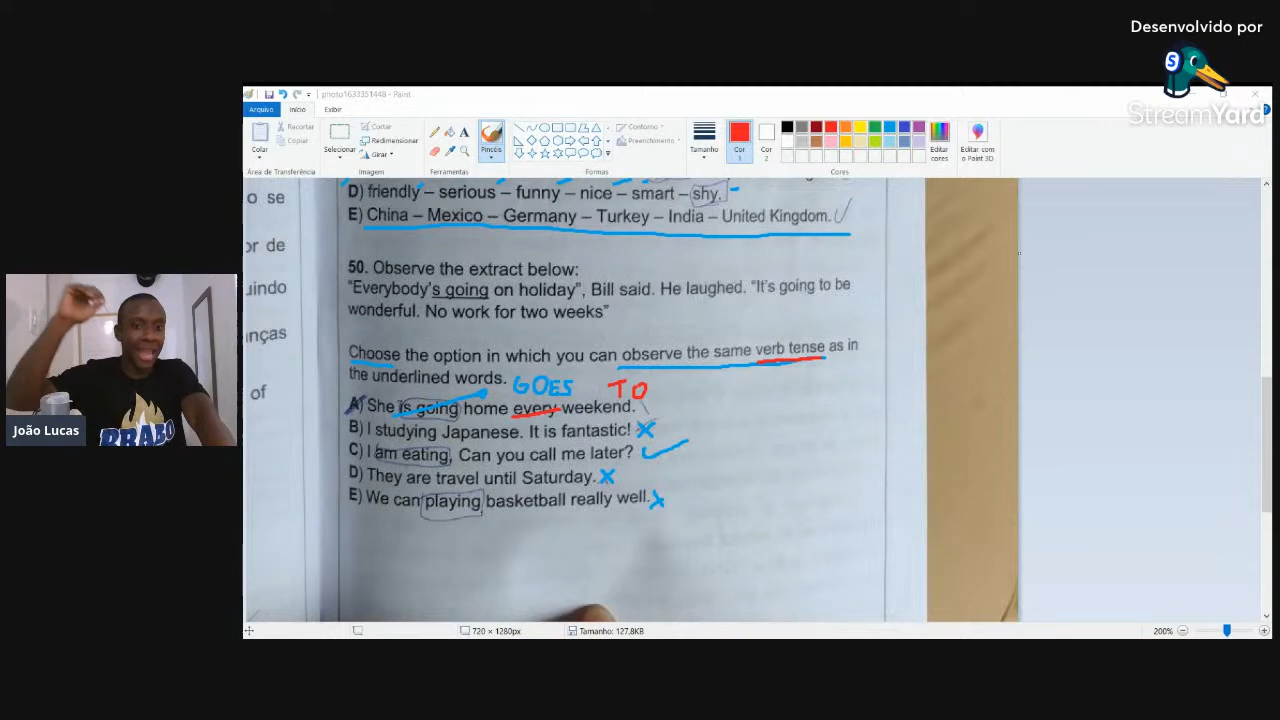 Desenvolvido por
StreamYard
photo1633351448 - Paint
Arquivo Início Exibir
Colar
Recortar
Copiar
Área de Transferência
Selecionar
Cortar
Redimensionar
Girar
Imagem
A
Ferramentas
Pincéis
Contorno
Preenchimento
Formas
Tamanho
Cor 1
Cor 2
Editar cores
Editar com o Paint 3D
Cores
o se
or de
uindo
nças
of
D) friendly – serious – funny – nice – smart – shy.
E) China – Mexico – Germany – Turkey – India – United Kingdom.
50. Observe the extract below:
"Everybody's going on holiday", Bill said. He laughed. "It's going to be
wonderful. No work for two weeks"
Choose the option in which you can observe the same verb tense as in
the underlined words.
GOES TO
A) She is going home every weekend.
B) I studying Japanese. It is fantastic!
C) I am eating, Can you call me later?
D) They are travel until Saturday.
E) We can playing basketball really well.
João Lucas
BRABO
720 × 1280px
Tamanho: 127,8KB
200%